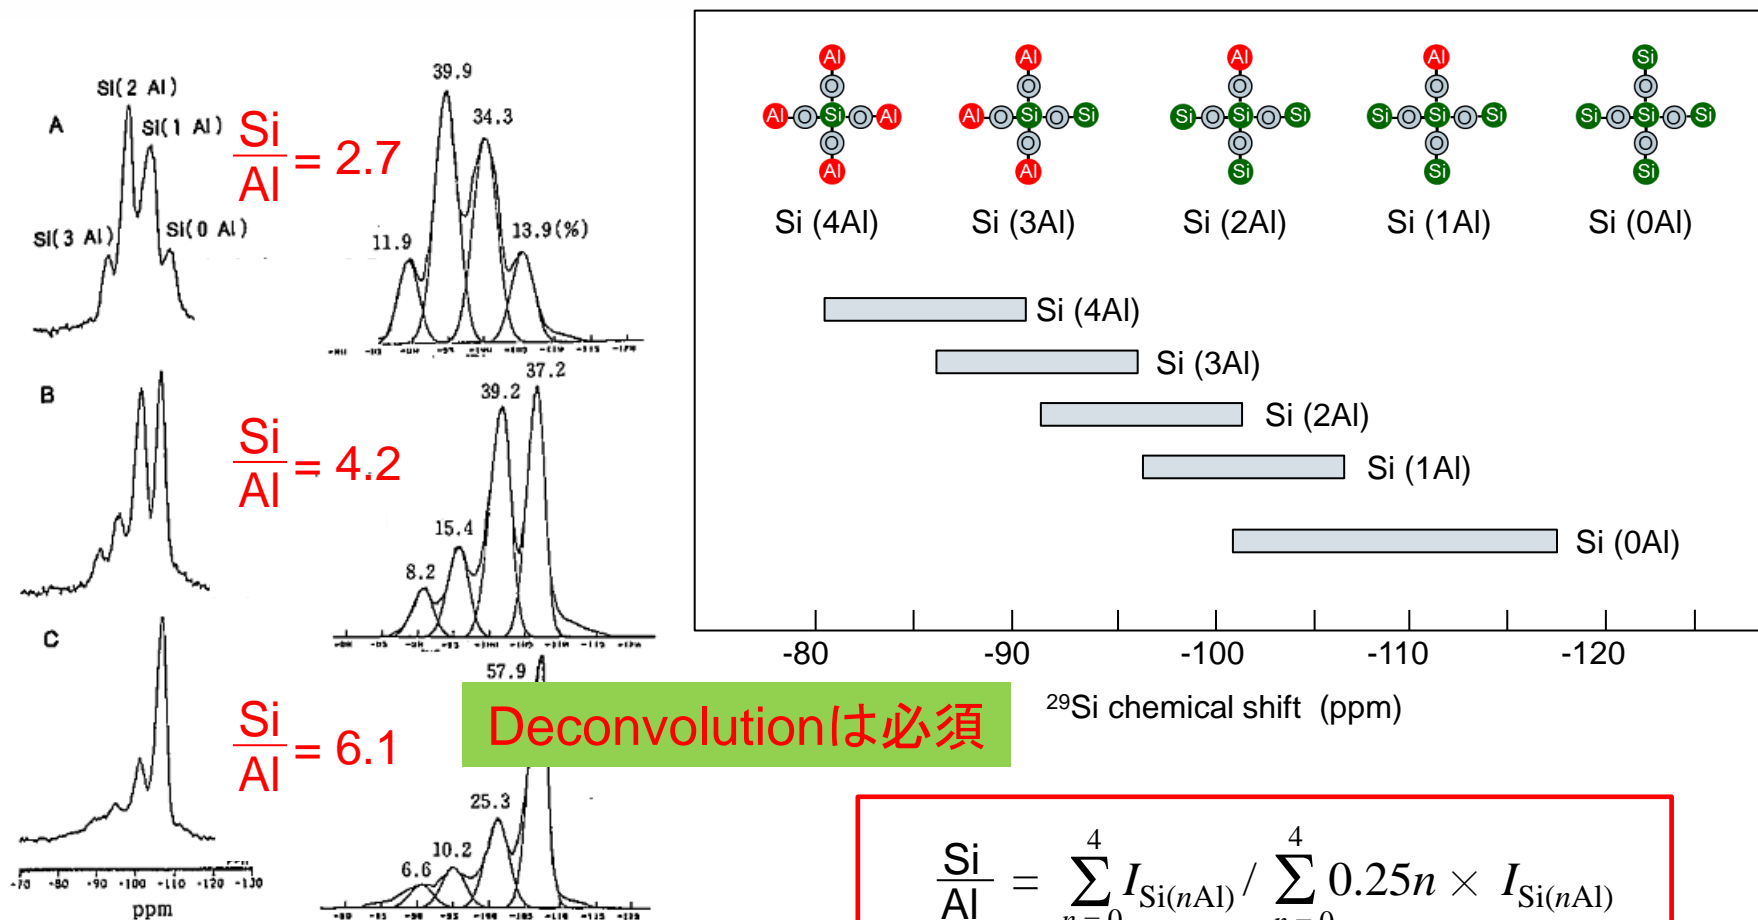 A
Si(2 Al)
Si(1 Al)
Si(3 Al)
Si(0 Al)
Si
Al
= 2.7
39.9
34.3
11.9
13.9(%)
B
Si
Al
= 4.2
37.2
39.2
15.4
8.2
C
Si
Al
= 6.1
57.9
25.3
10.2
6.6
-70 -80 -90 -100 -110 -120 -130
ppm
Deconvolutionは必須
Al Al Al Al Si
O O O O O
Al O Si O Al Al O Si O Si Si O Si O Si Si O Si O Si Si O Si O Si
O O O O O
Al Al Si Si Si
Si (4Al) Si (3Al) Si (2Al) Si (1Al) Si (0Al)
Si (4Al)
Si (3Al)
Si (2Al)
Si (1Al)
Si (0Al)
-80 -90 -100 -110 -120
²⁹Si chemical shift (ppm)
4 4
Si/Al = Σ I Si(nAl) / Σ 0.25n × I Si(nAl)
n = 0 n = 0